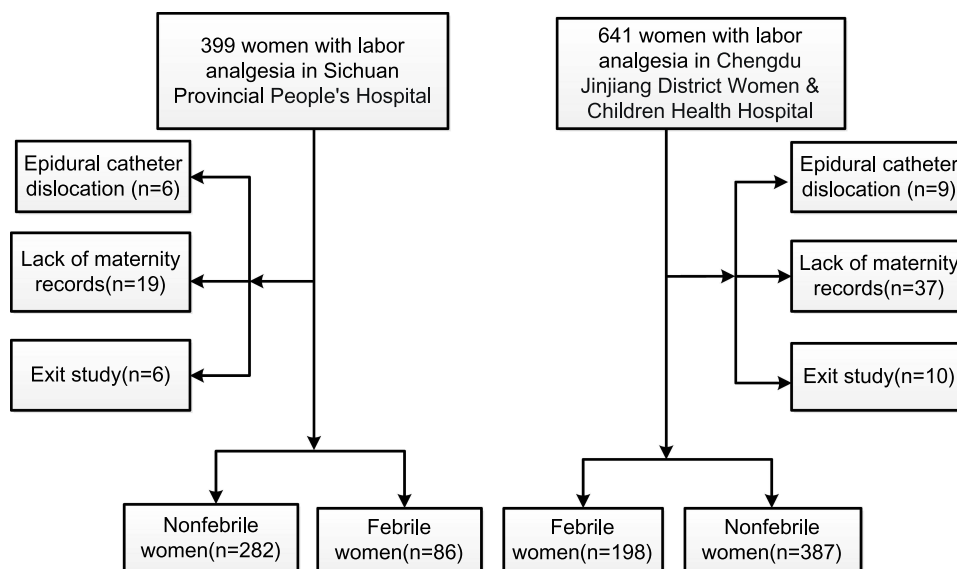 399 women with labor
analgesia in Sichuan
Provincial People's Hospital
641 women with labor
analgesia in Chengdu
Jinjiang District Women &
Children Health Hospital
Epidural catheter
dislocation (n=6)
Lack of maternity
records(n=19)
Exit study(n=6)
Epidural catheter
dislocation (n=9)
Lack of maternity
records(n=37)
Exit study(n=10)
Nonfebrile
women(n=282)
Febrile
women(n=86)
Febrile
women(n=198)
Nonfebrile
women(n=387)